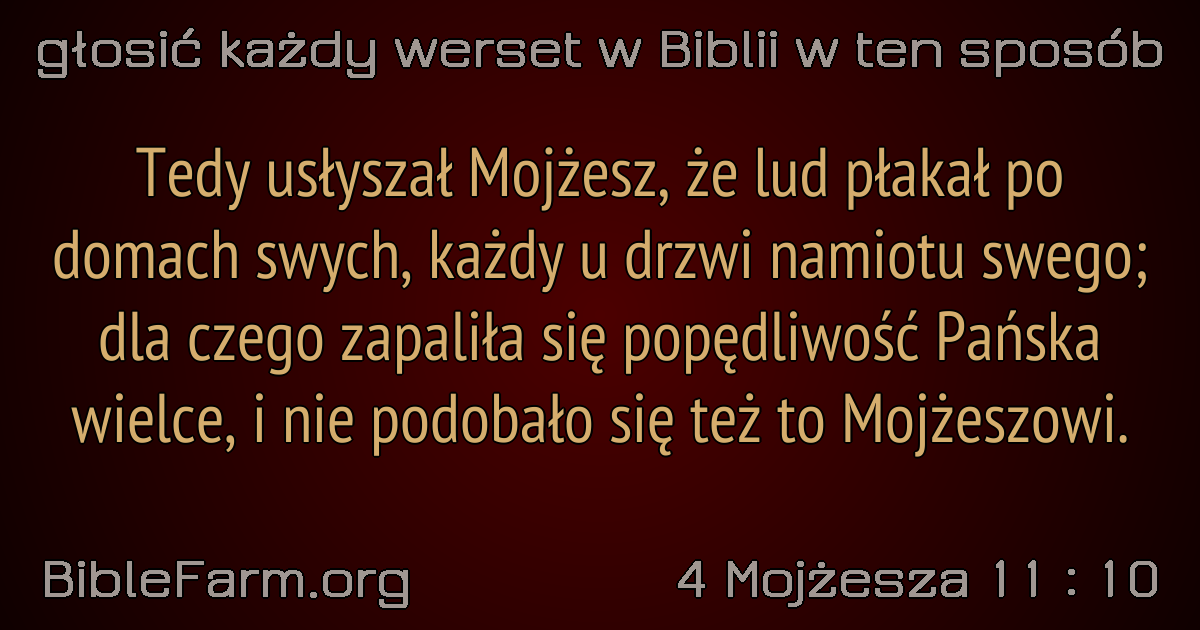 głosić każdy werset w Biblii w ten sposób
Tedy usłyszał Mojżesz, że lud płakał po
domach swych, każdy u drzwi namiotu swego;
dla czego zapaliła się popędliwość Pańska
wielce, i nie podobało się też to Mojżeszowi.
BibleFarm.org
4 Mojżesza 11 : 10